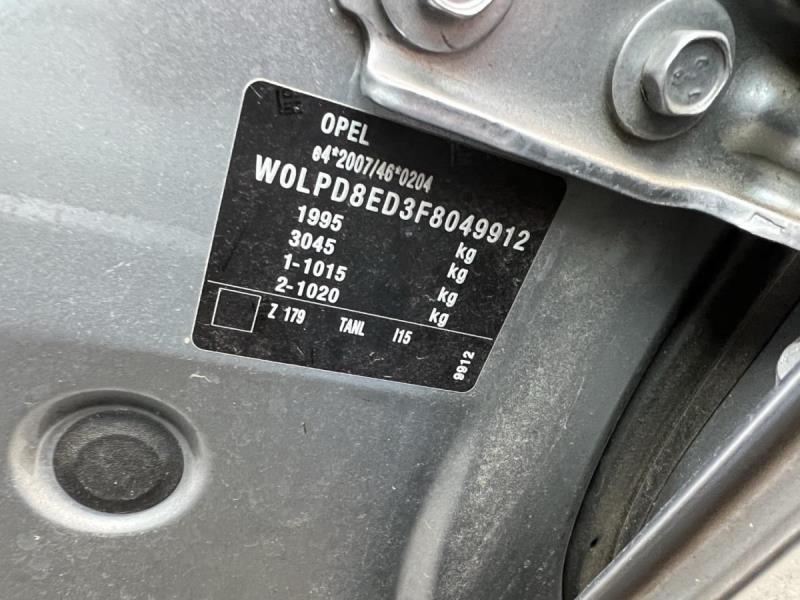 OPEL
e4*2007/46*0204
W0LPD8ED3F8049912
1995 kg
3045 kg
1-1015 kg
2-1020 kg
Z 179 TANL I15
9912